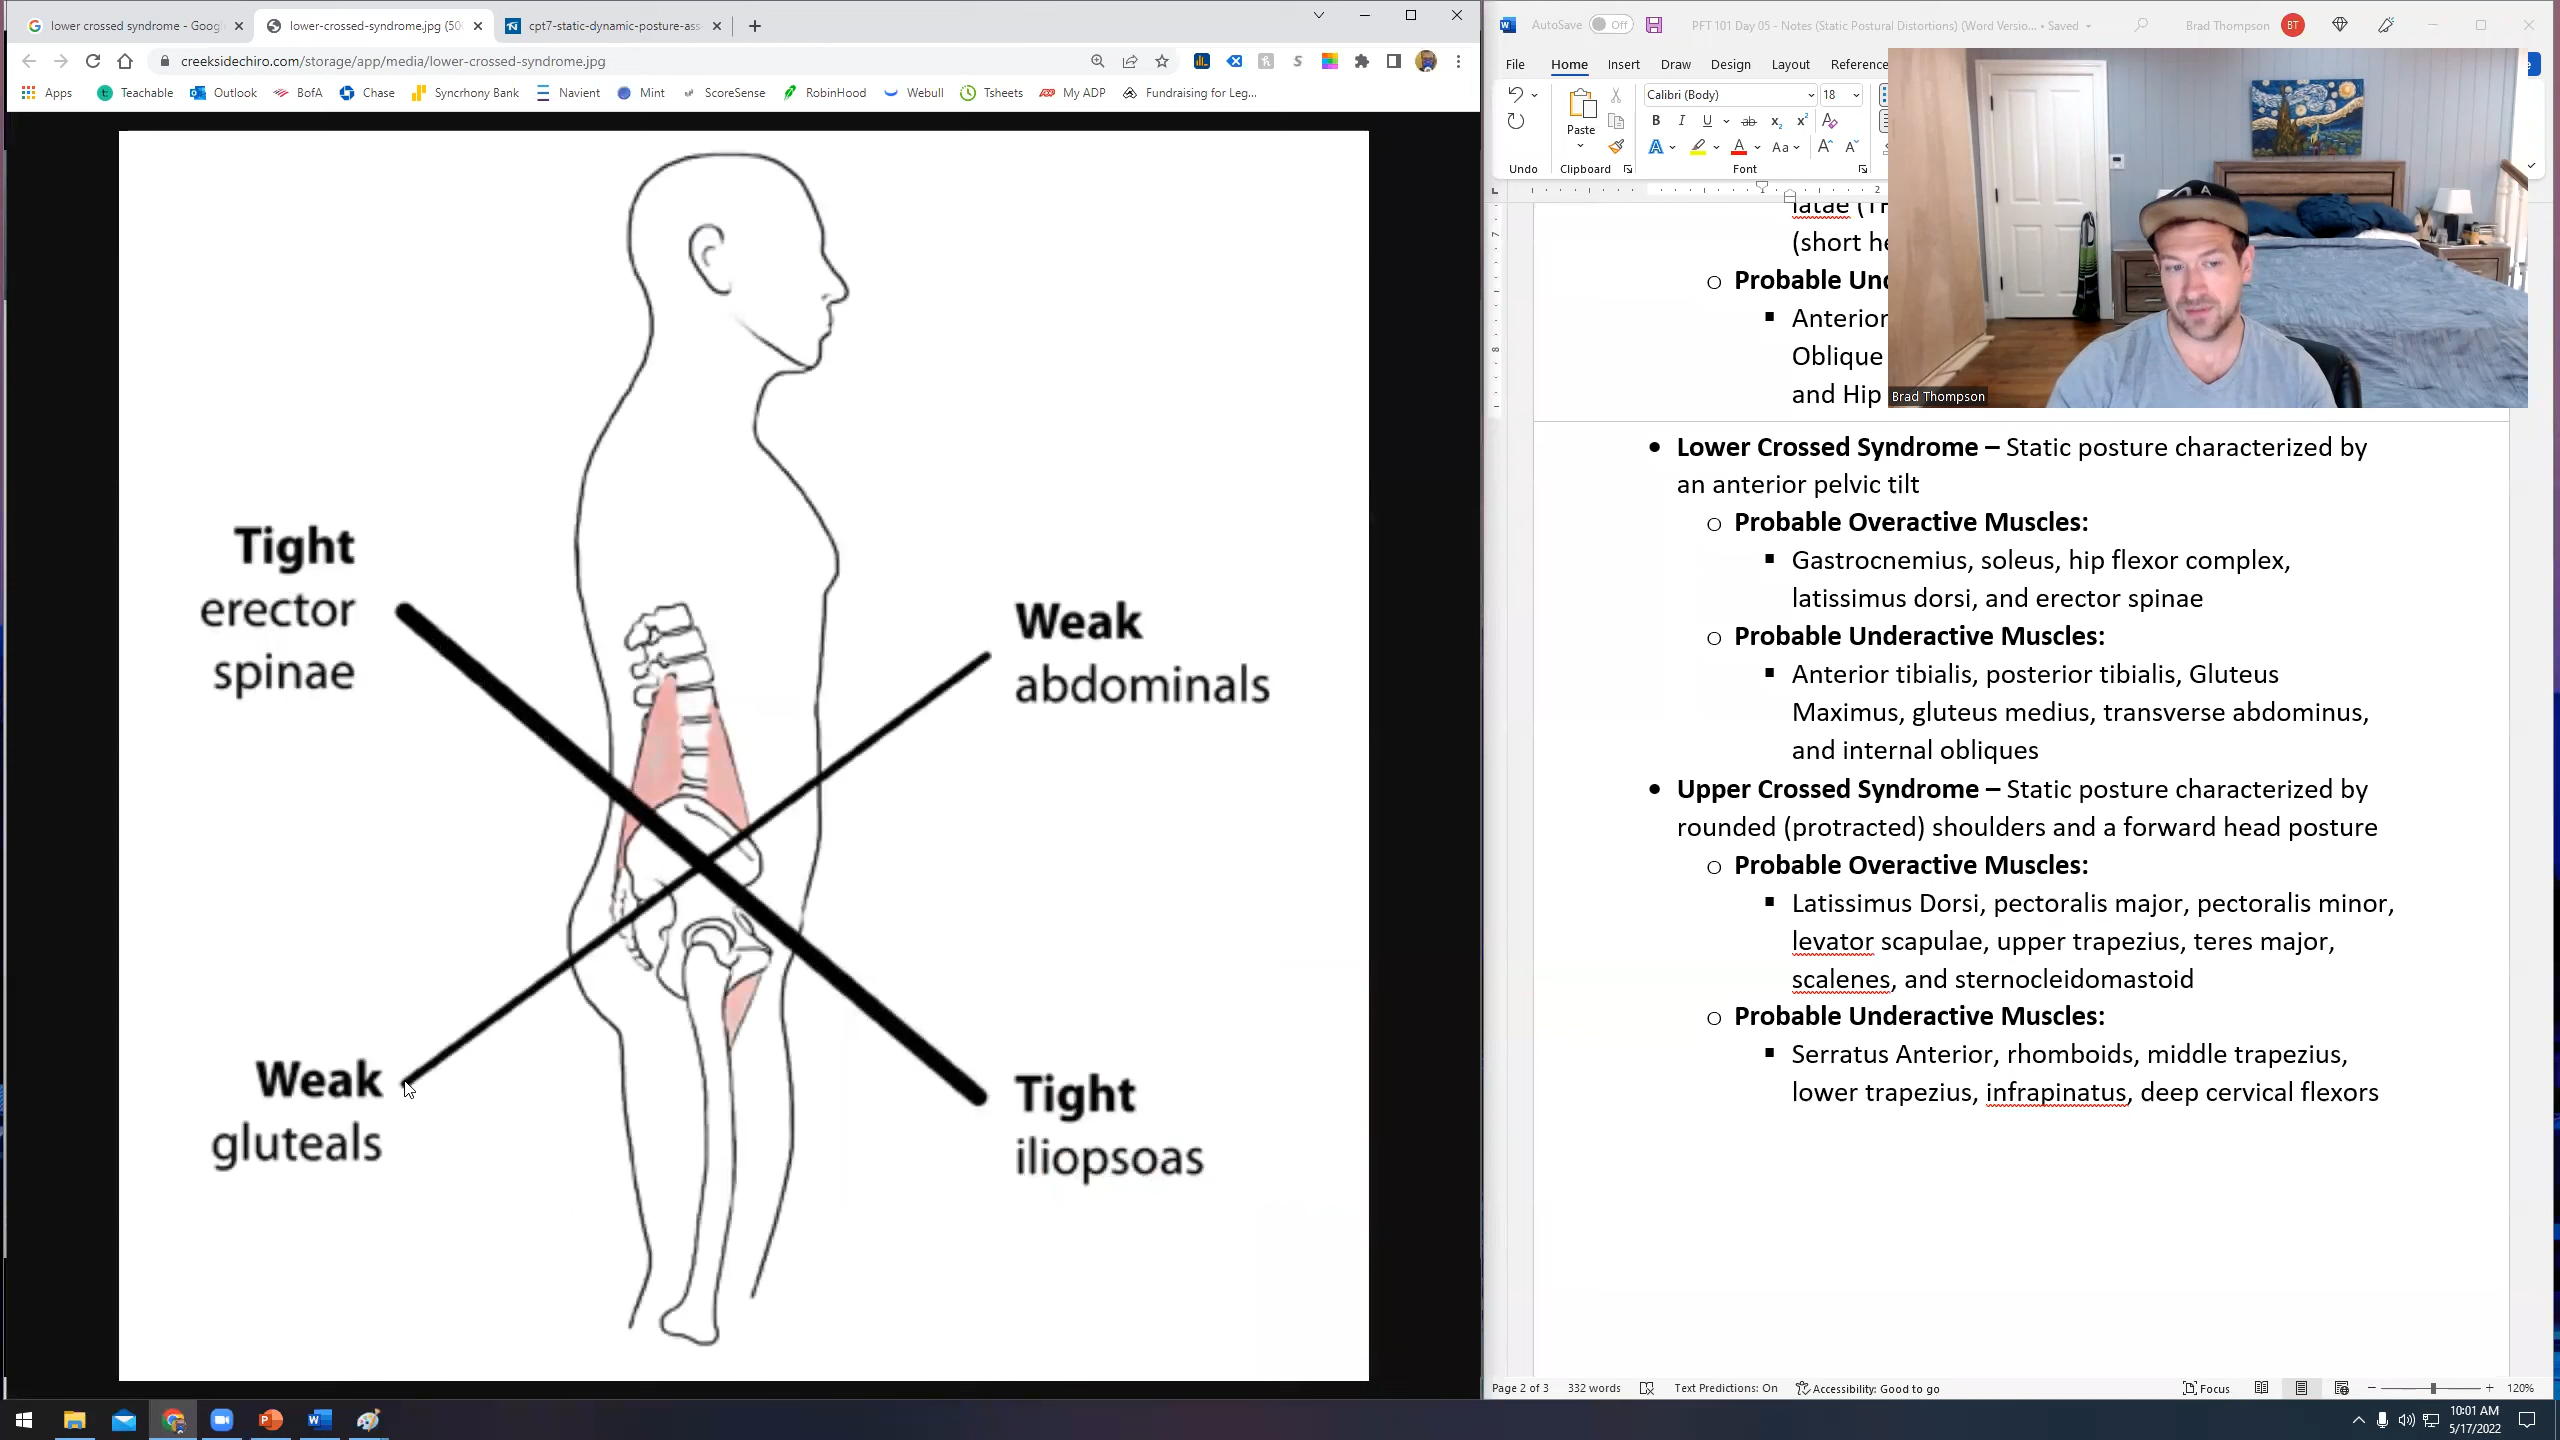 lower crossed syndrome - Googl
lower-crossed-syndrome.jpg (500
cpt7-static-dynamic-posture-ass
creeksidechiro.com/storage/app/media/lower-crossed-syndrome.jpg
Apps
Teachable
Outlook
BofA
Chase
Syncrhony Bank
Navient
Mint
ScoreSense
RobinHood
Webull
Tsheets
My ADP
Fundraising for Leg...
Tight
erector
spinae
Weak
abdominals
Weak
gluteals
Tight
iliopsoas
AutoSave Off
PFT 101 Day 05 - Notes (Static Postural Distortions) (Word Versio... • Saved
Brad Thompson BT
File Home Insert Draw Design Layout Reference
Calibri (Body) 18
Paste
Undo Clipboard Font
latae
(short he
Probable Und
Anterior
Oblique
and Hip
Brad Thompson
Lower Crossed Syndrome – Static posture characterized by
an anterior pelvic tilt
Probable Overactive Muscles:
Gastrocnemius, soleus, hip flexor complex,
latissimus dorsi, and erector spinae
Probable Underactive Muscles:
Anterior tibialis, posterior tibialis, Gluteus
Maximus, gluteus medius, transverse abdominus,
and internal obliques
Upper Crossed Syndrome – Static posture characterized by
rounded (protracted) shoulders and a forward head posture
Probable Overactive Muscles:
Latissimus Dorsi, pectoralis major, pectoralis minor,
levator scapulae, upper trapezius, teres major,
scalenes, and sternocleidomastoid
Probable Underactive Muscles:
Serratus Anterior, rhomboids, middle trapezius,
lower trapezius, infrapinatus, deep cervical flexors
Page 2 of 3 332 words Text Predictions: On Accessibility: Good to go Focus 120%
10:01 AM
5/17/2022